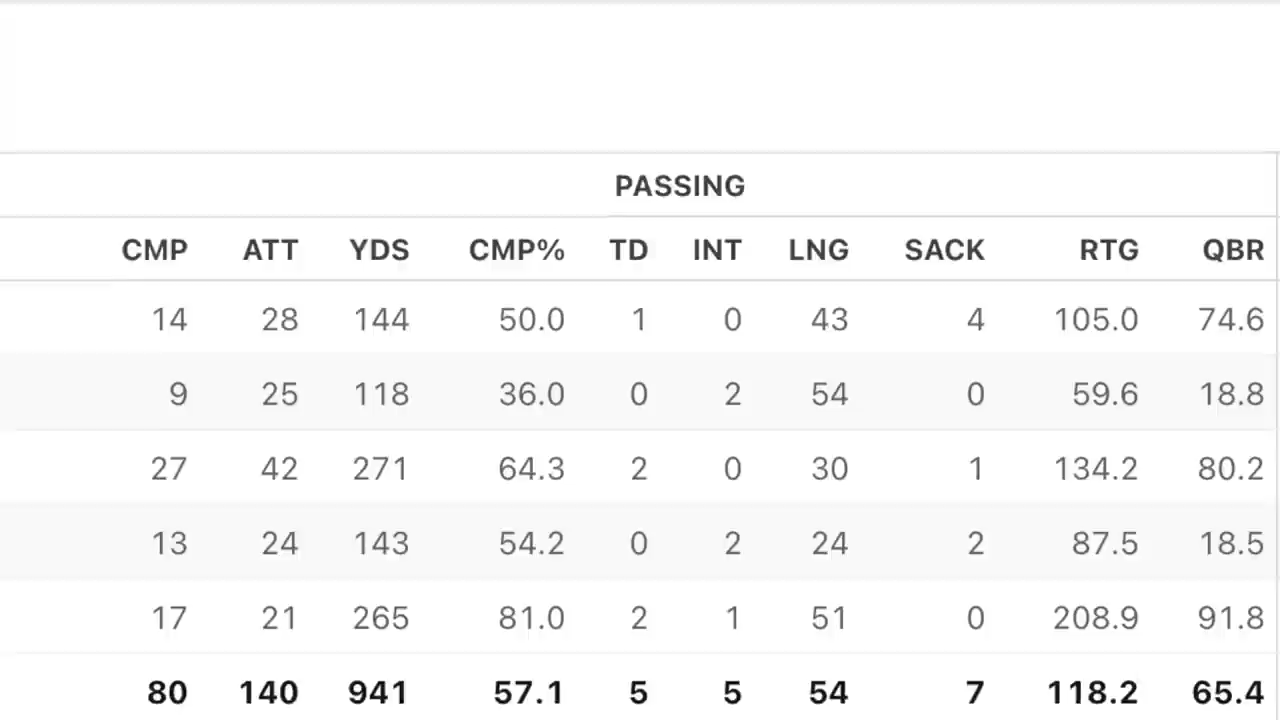 PASSING
CMP ATT YDS CMP% TD INT LNG SACK RTG QBR
14 28 144 50.0 1 0 43 4 105.0 74.6
9 25 118 36.0 0 2 54 0 59.6 18.8
27 42 271 64.3 2 0 30 1 134.2 80.2
13 24 143 54.2 0 2 24 2 87.5 18.5
17 21 265 81.0 2 1 51 0 208.9 91.8
80 140 941 57.1 5 5 54 7 118.2 65.4